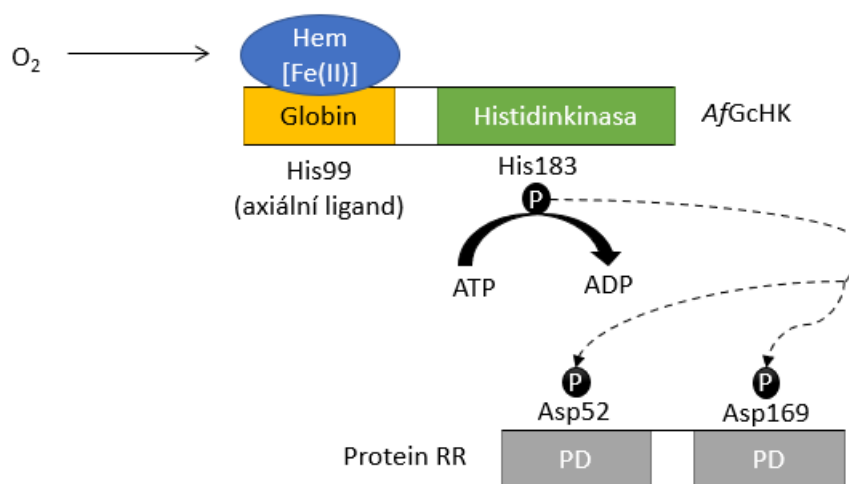 O₂
Hem
[Fe(II)]
Globin
Histidinkinasa
AfGcHK
His99
(axiální ligand)
His183
P
ATP
ADP
P
P
Asp52
Asp169
Protein RR
PD
PD